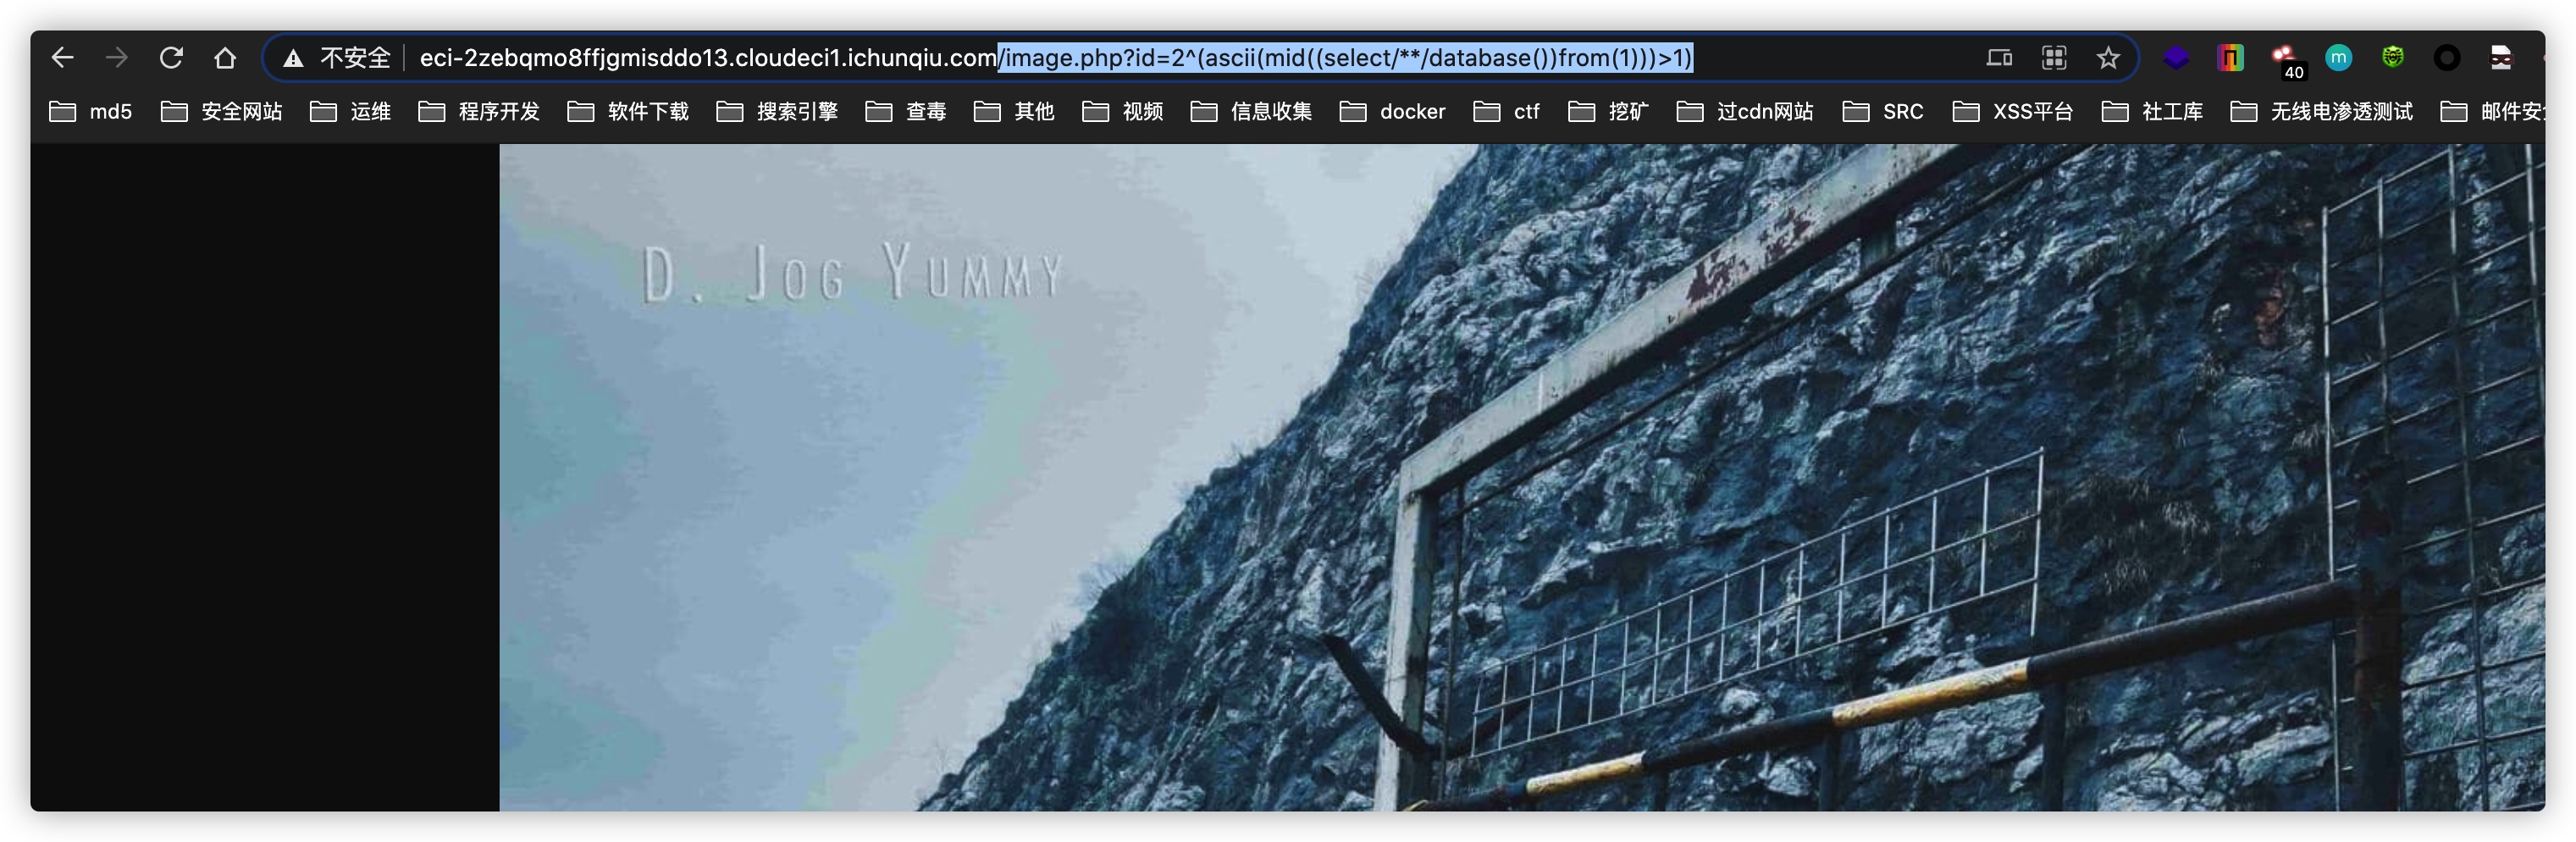 不安全 eci-2zebqmo8ffjgmisddo13.cloudeci1.ichunqiu.com/image.php?id=2^(ascii(mid((select/**/database())from(1)))>1)
m
40
md5 安全网站 运维 程序开发 软件下载 搜索引擎 查毒 其他 视频 信息收集 docker ctf 挖矿 过cdn网站 SRC XSS平台 社工库 无线电渗透测试 邮件安
D. JOG YUMMY